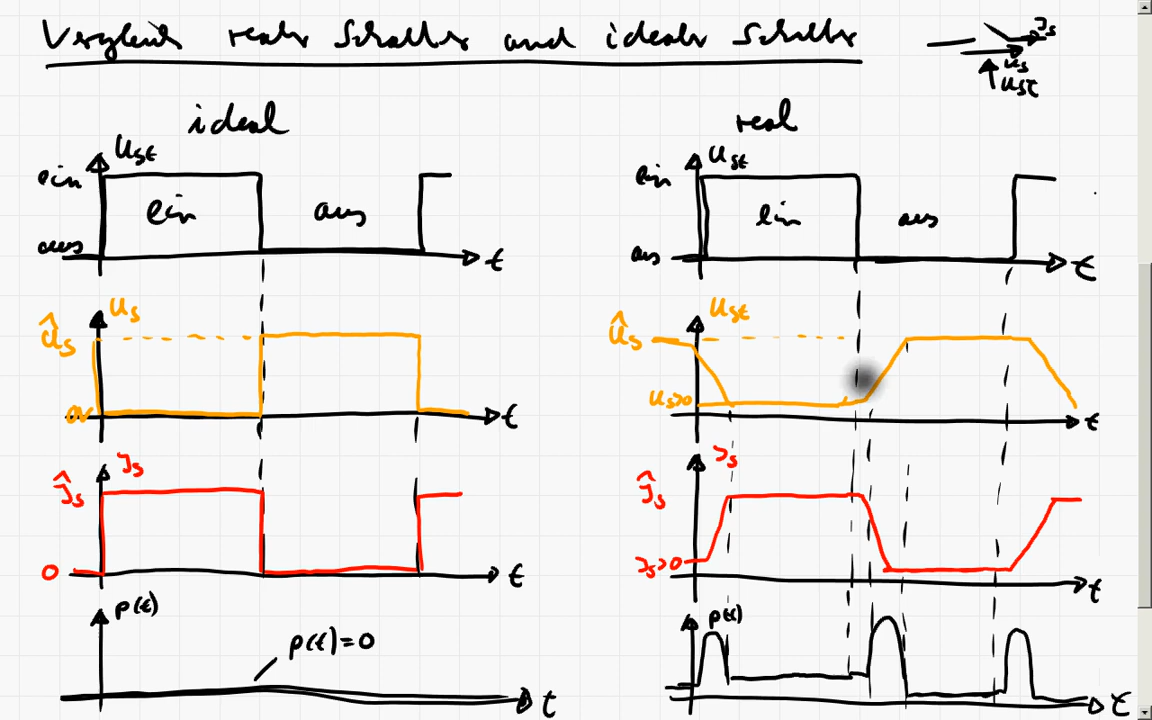 Vergleich realer Schalter und idealer Schalter
Is
us
ust
ideal
real
ust
ein
ein
aus
aus
t
ust
ein
ein
aus
aus
t
us
ûs
0V
t
ust
ûs
us>0
t
Is
Îs
0
t
Is
Îs
Is>0
t
p(t)
p(t)=0
t
p(t)
t